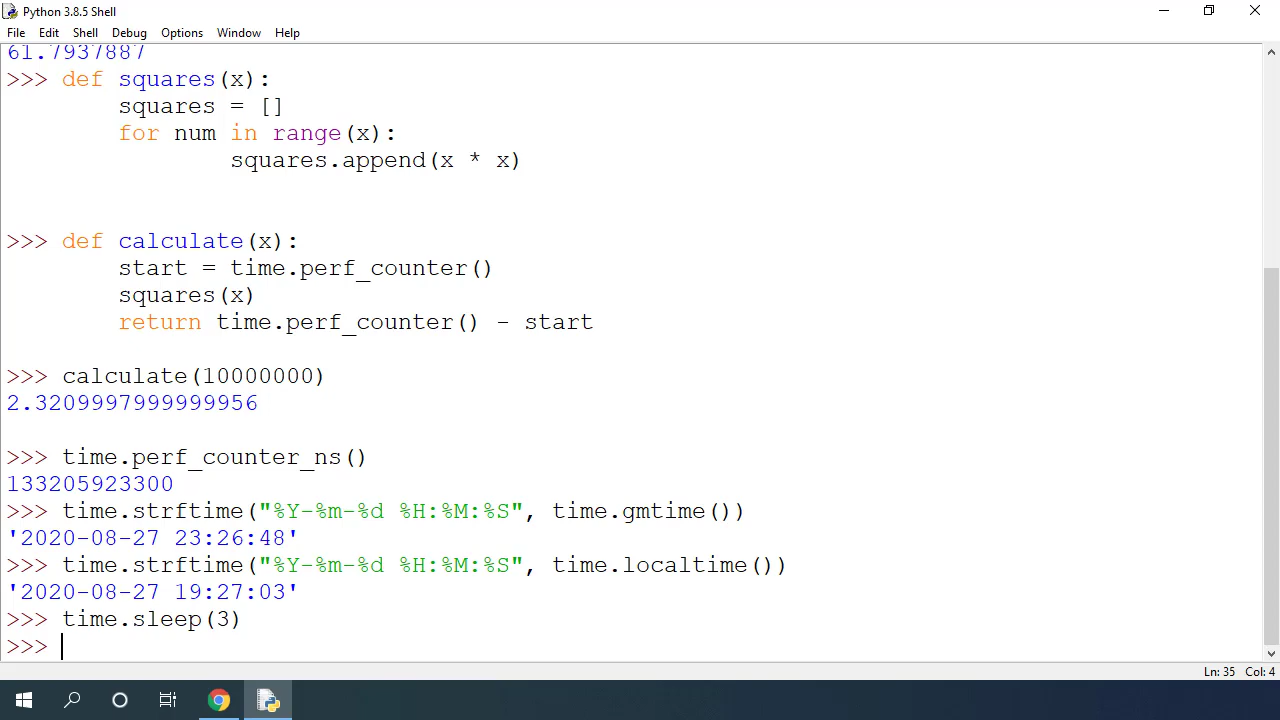 Python 3.8.5 Shell
File Edit Shell Debug Options Window Help
61.7937887
>>> def squares(x):
        squares = []
        for num in range(x):
                squares.append(x * x)
>>> def calculate(x):
        start = time.perf_counter()
        squares(x)
        return time.perf_counter() - start
>>> calculate(10000000)
2.3209997999999956
>>> time.perf_counter_ns()
133205923300
>>> time.strftime("%Y-%m-%d %H:%M:%S", time.gmtime())
'2020-08-27 23:26:48'
>>> time.strftime("%Y-%m-%d %H:%M:%S", time.localtime())
'2020-08-27 19:27:03'
>>> time.sleep(3)
>>>
Ln: 35 Col: 4